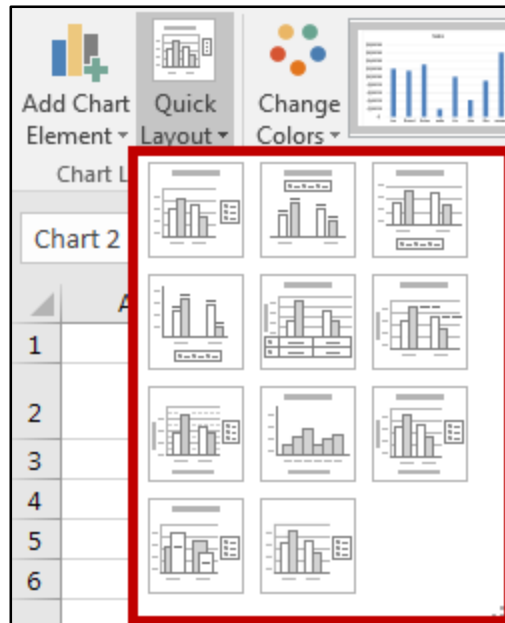 Add Chart
Element
Quick
Layout
Change
Colors
Chart L
Chart 2
A
1
2
3
4
5
6